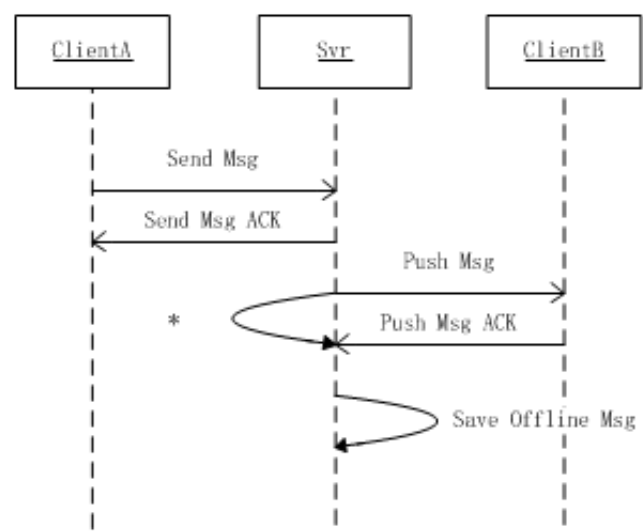 ClientA
Svr
ClientB
Send Msg
Send Msg ACK
Push Msg
*
Push Msg ACK
Save Offline Msg